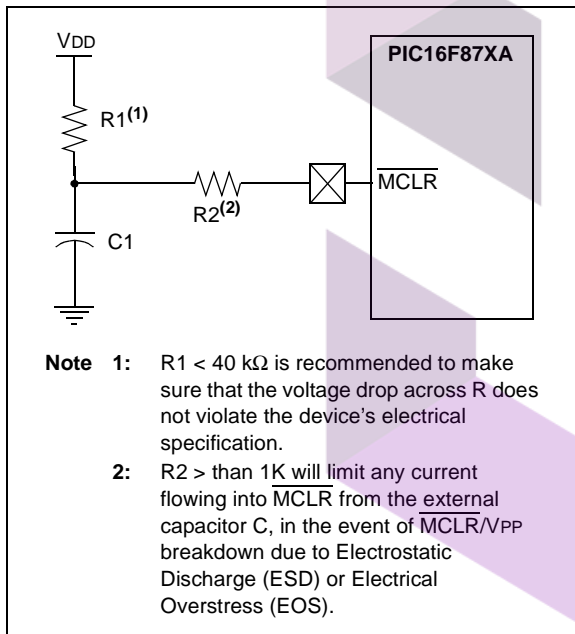 VDD
PIC16F87XA
R1(1)
MCLR
R2(2)
C1
Note 1: R1 < 40 kΩ is recommended to make
sure that the voltage drop across R does
not violate the device's electrical
specification.
2: R2 > than 1K will limit any current
flowing into MCLR from the external
capacitor C, in the event of MCLR/VPP
breakdown due to Electrostatic
Discharge (ESD) or Electrical
Overstress (EOS).